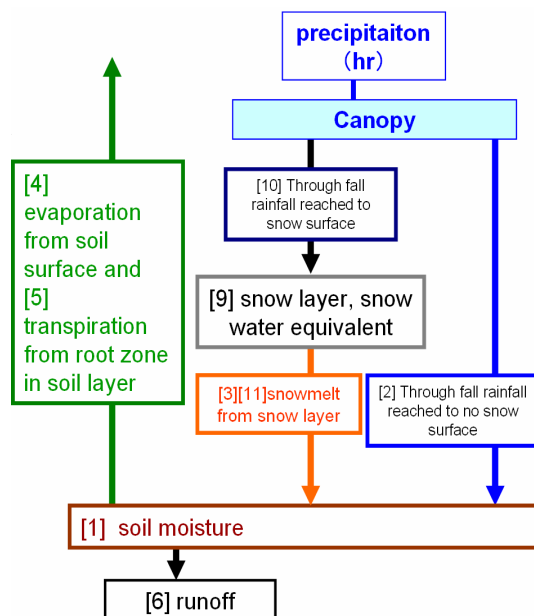 precipitaiton
（hr）
Canopy
[10] Through fall
rainfall reached to
snow surface
[4]
evaporation
from soil
surface and
[5]
transpiration
from root zone
in soil layer
[9] snow layer, snow
water equivalent
[3][11]snowmelt
from snow layer
[2] Through fall rainfall
reached to no snow
surface
[1]  soil moisture
[6] runoff